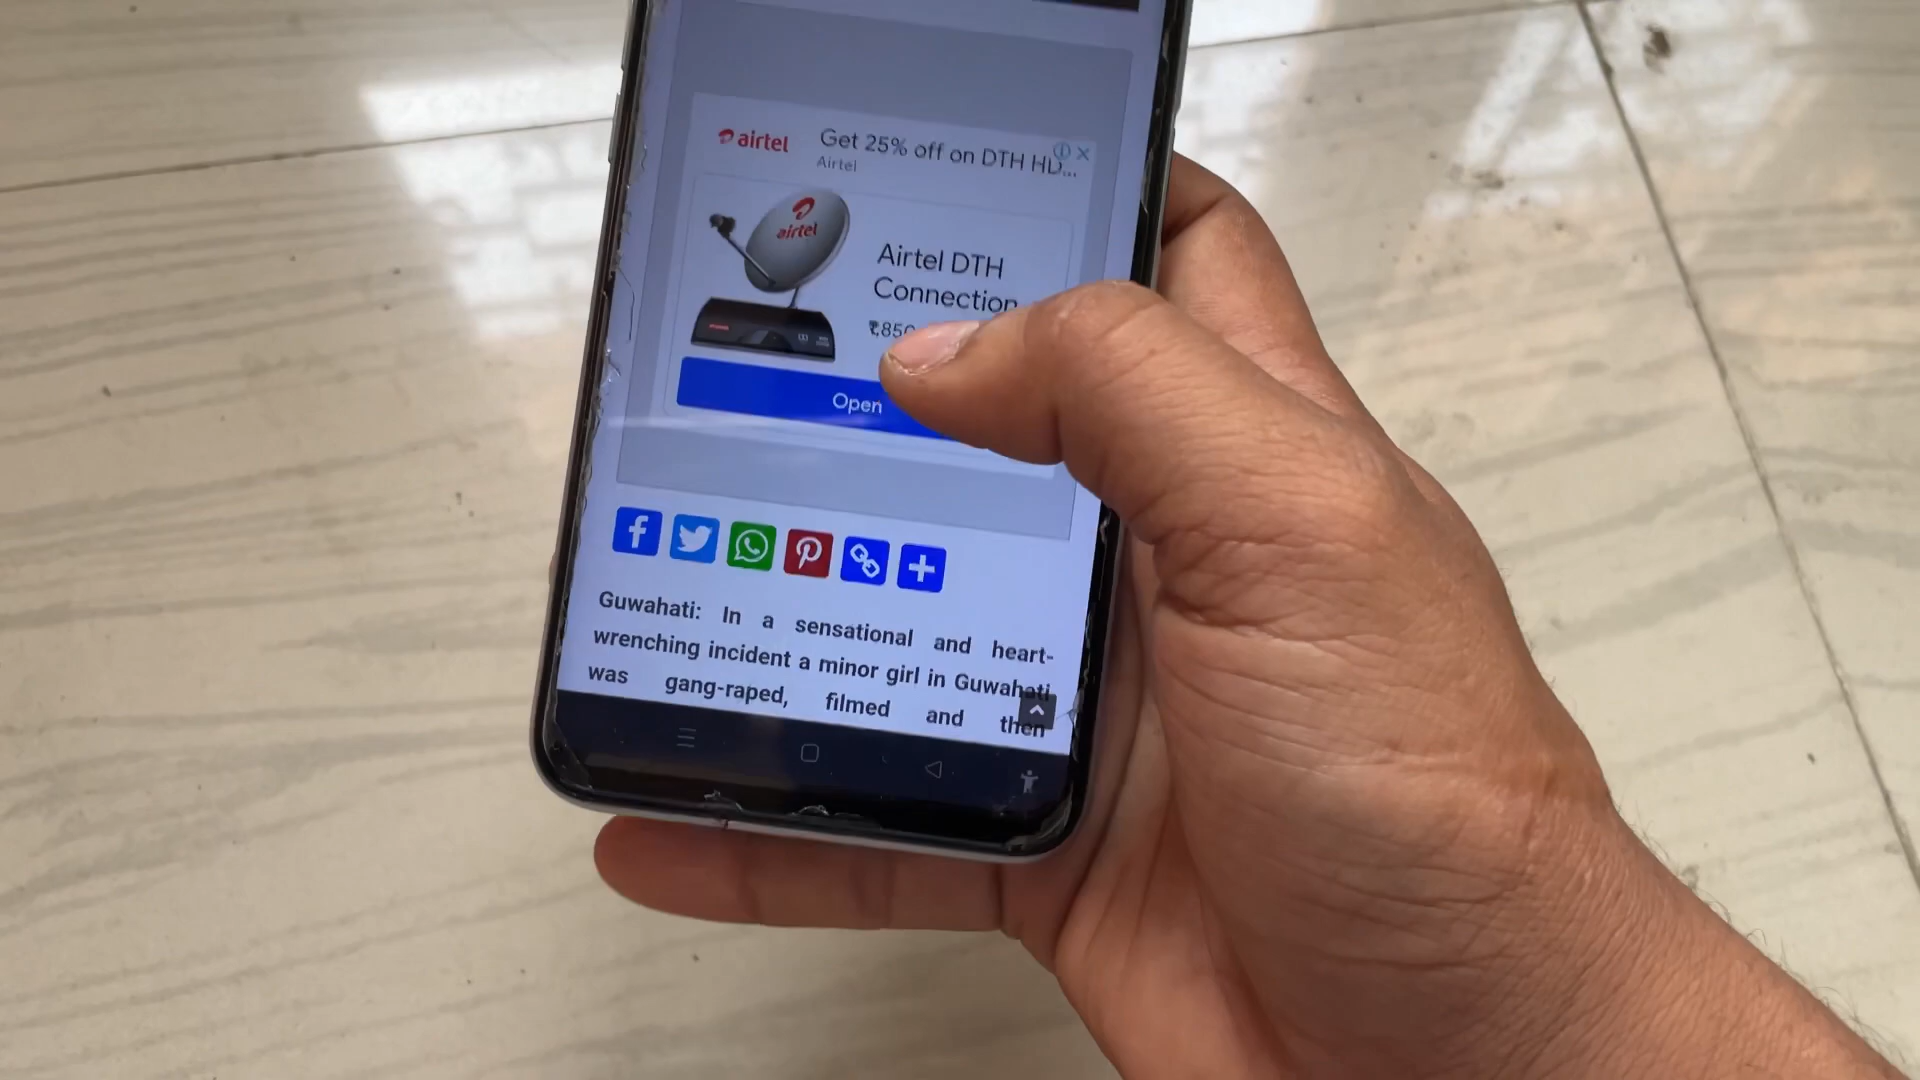 airtel
Get 25% off on DTH HD...
Airtel
airtel
Airtel DTH
Connection
Open
Guwahati: In a sensational and heart-
wrenching incident a minor girl in Guwahati
was gang-raped, filmed and then